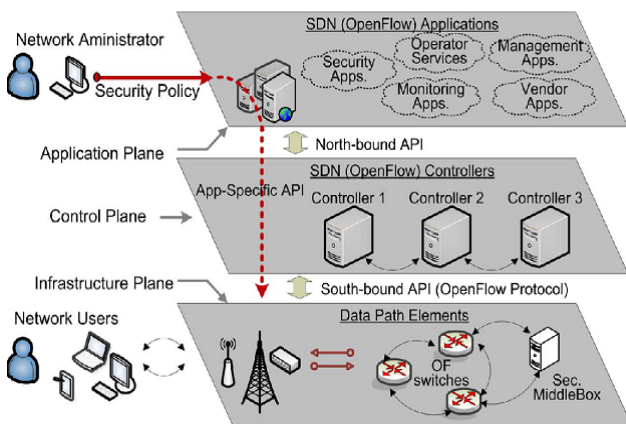 SDN (OpenFlow) Applications
Network Aministrator
Security Policy
Security
Apps.
Operator
Services
Management
Apps.
Monitoring
Apps.
Vendor
Apps.
Application Plane
North-bound API
SDN (OpenFlow) Controllers
App-Specific API
Controller 1
Controller 2
Controller 3
Control Plane
Infrastructure Plane
South-bound API (OpenFlow Protocol)
Network Users
Data Path Elements
OF
switches
Sec.
MiddleBox